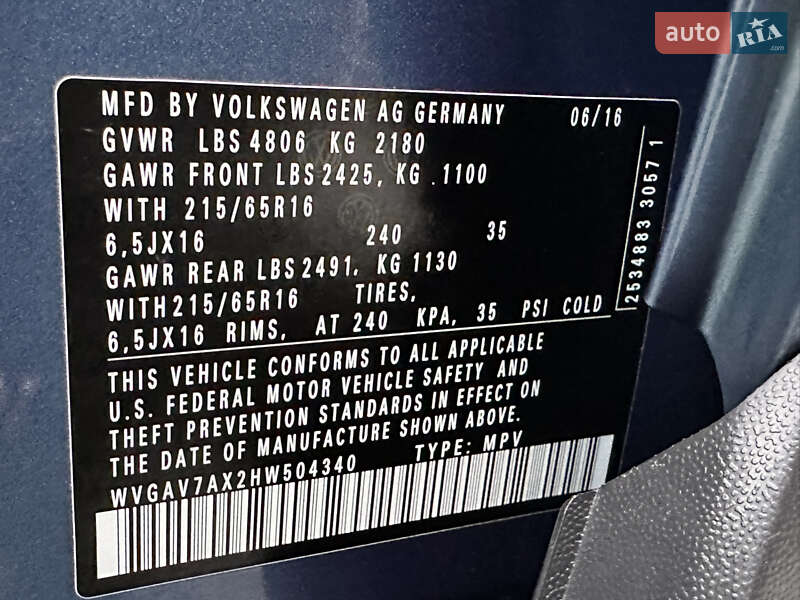 auto RIA .com
MFD BY VOLKSWAGEN AG GERMANY 06/16
GVWR LBS 4806 KG 2180
GAWR FRONT LBS 2425, KG .1100
WITH 215/65R16
6,5JX16 240 35
GAWR REAR LBS 2491, KG 1130
WITH 215/65R16 TIRES,
6,5JX16 RIMS, AT 240 KPA, 35 PSI COLD
THIS VEHICLE CONFORMS TO ALL APPLICABLE
U.S. FEDERAL MOTOR VEHICLE SAFETY AND
THEFT PREVENTION STANDARDS IN EFFECT ON
THE DATE OF MANUFACTURE SHOWN ABOVE.
WVGAV7AX2HW504340 TYPE: MPV
2534883 3057 1